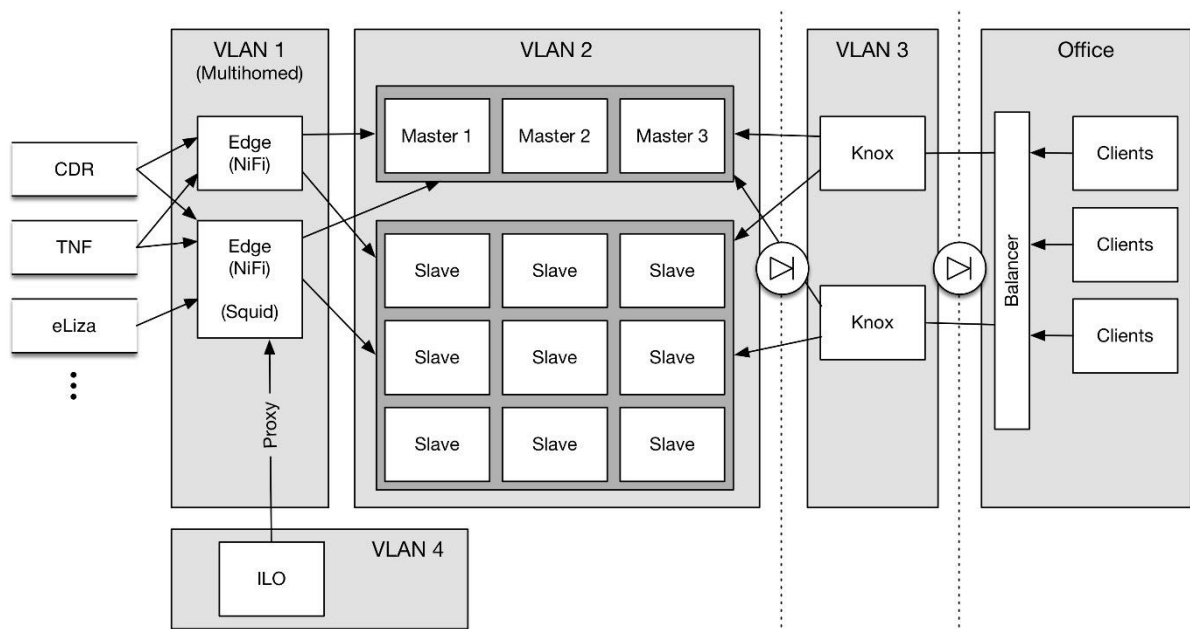 VLAN 1
(Multihomed)
VLAN 2
VLAN 3
Office
CDR
TNF
eLiza
Edge
(NiFi)
Edge
(NiFi)
(Squid)
Proxy
Master 1
Master 2
Master 3
Slave
Slave
Slave
Slave
Slave
Slave
Slave
Slave
Slave
Knox
Knox
Balancer
Clients
Clients
Clients
VLAN 4
ILO